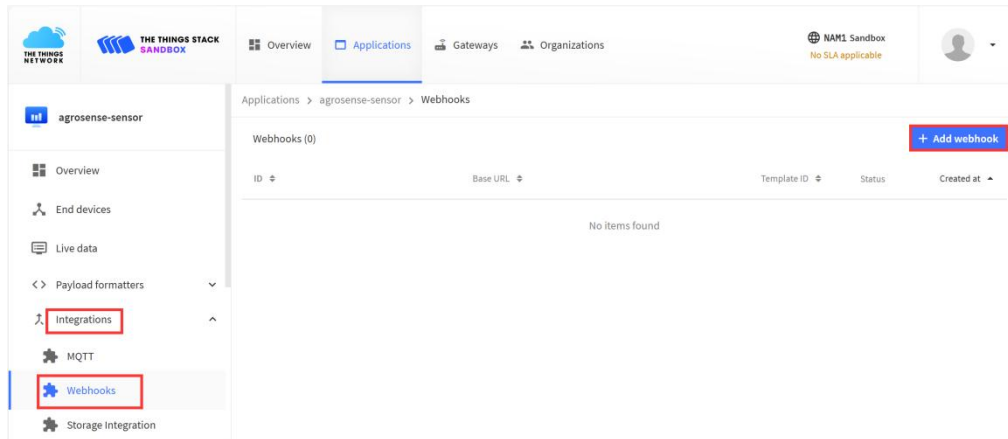 THE THINGS
NETWORK
THE THINGS STACK
SANDBOX
Overview
Applications
Gateways
Organizations
NAM1 Sandbox
No SLA applicable
agrosense-sensor
Overview
End devices
Live data
Payload formatters
Integrations
MQTT
Webhooks
Storage Integration
Applications > agrosense-sensor > Webhooks
Webhooks (0)
+ Add webhook
ID Base URL Template ID Status Created at
No items found